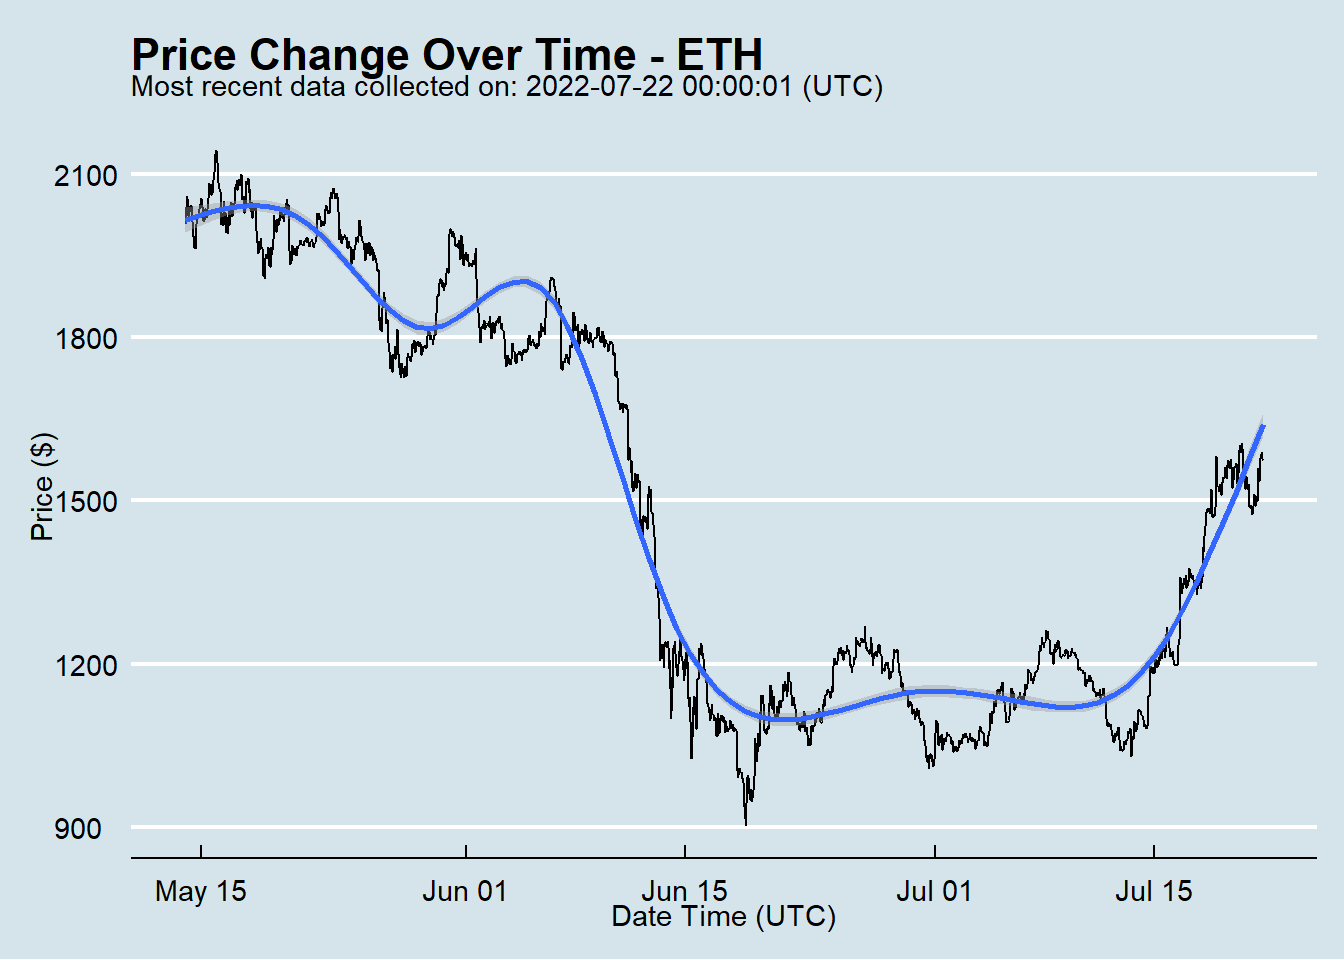 Price Change Over Time - ETH
Most recent data collected on: 2022-07-22 00:00:01 (UTC)
2100
1800
1500
1200
900
Price ($)
May 15
Jun 01
Jun 15
Jul 01
Jul 15
Date Time (UTC)